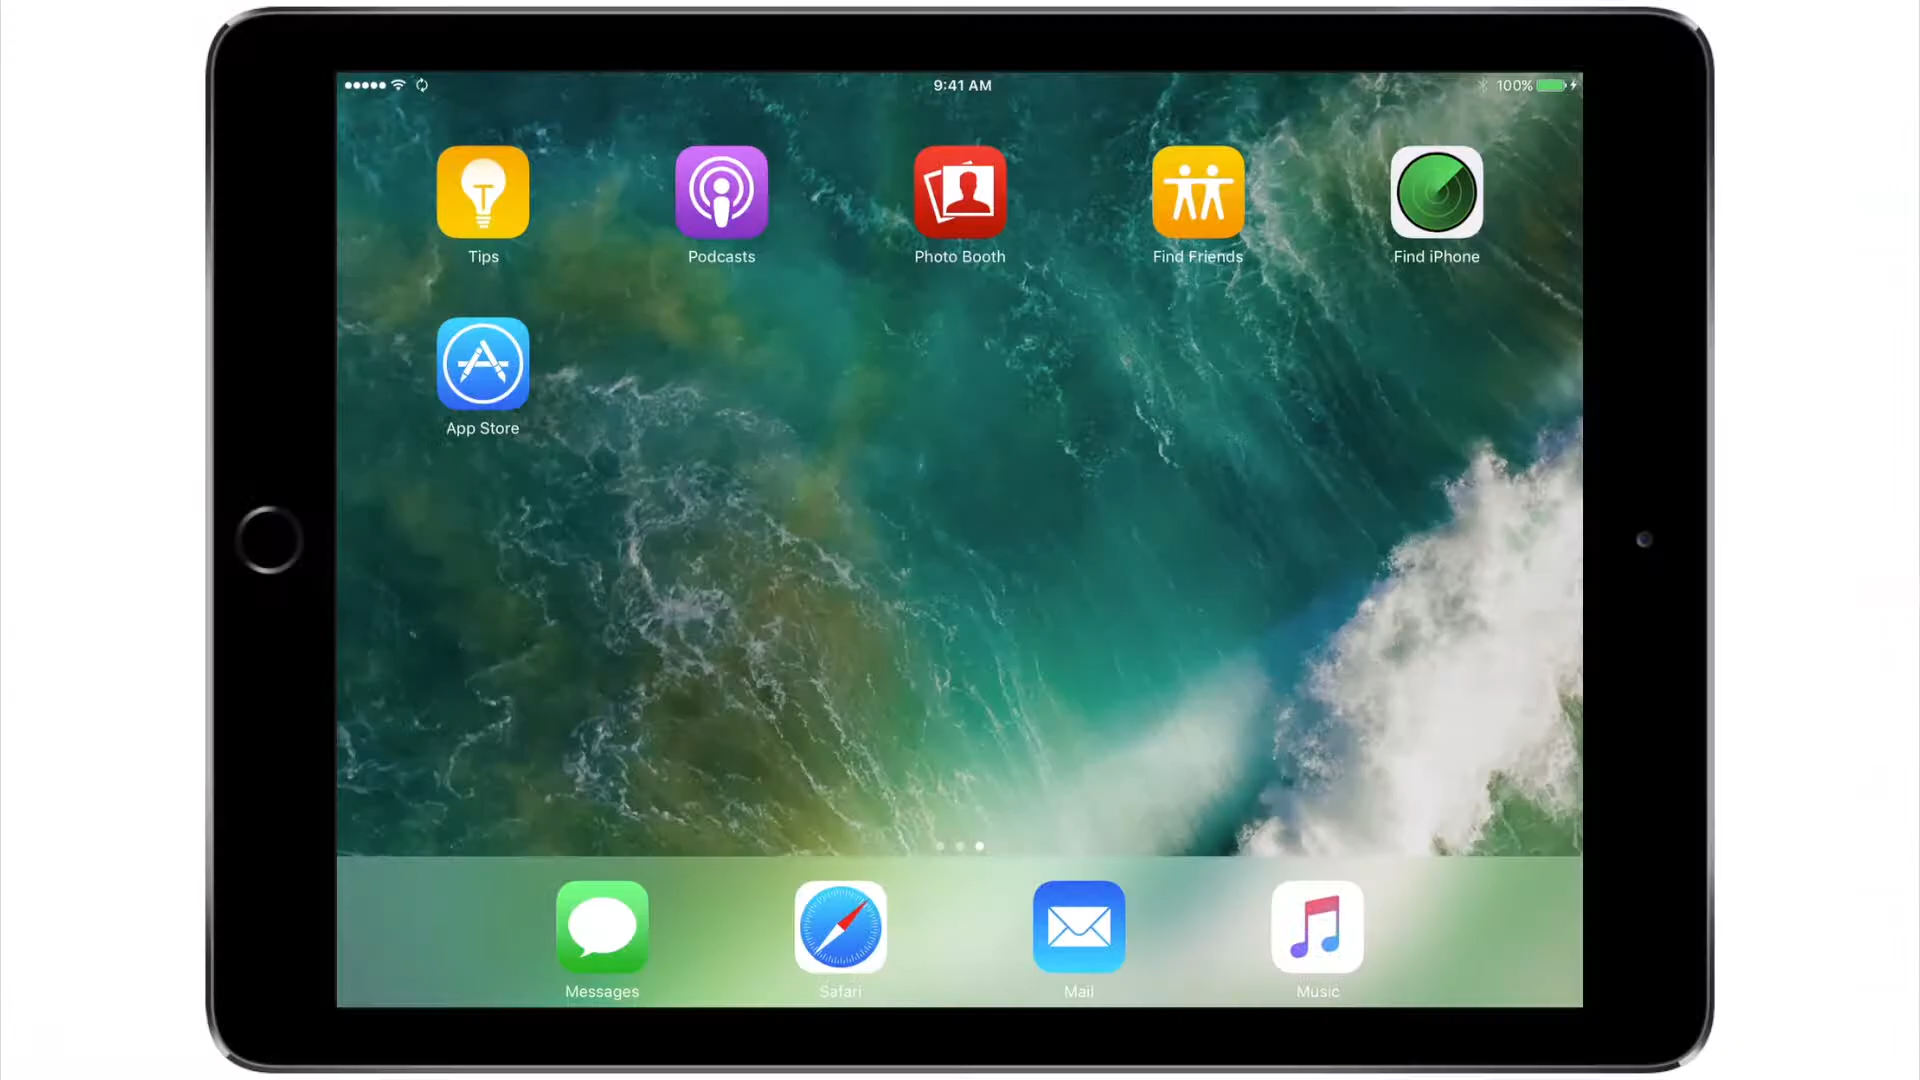 9:41 AM
100%
Tips
Podcasts
Photo Booth
Find Friends
Find iPhone
App Store
Messages
Safari
Mail
Music